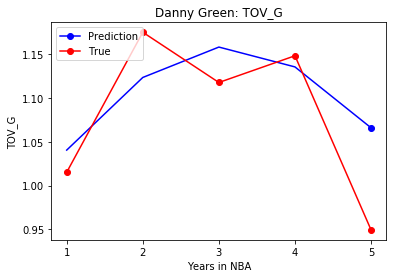 Danny Green: TOV_G
Prediction
True
TOV_G
1.15
1.10
1.05
1.00
0.95
1 2 3 4 5
Years in NBA